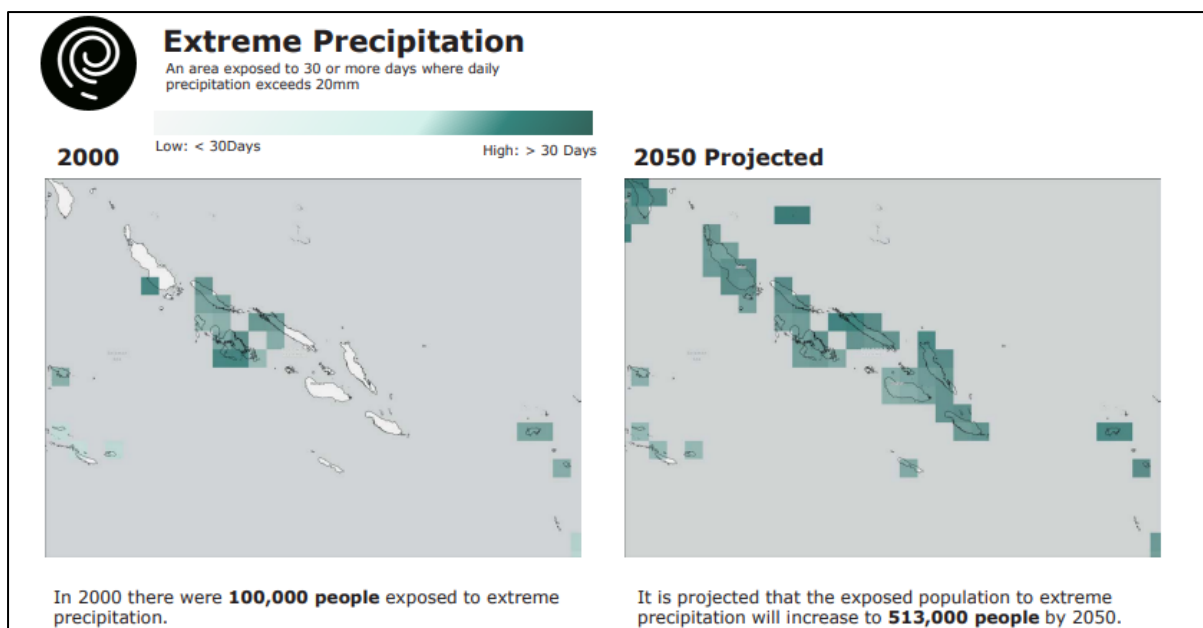 Extreme Precipitation
An area exposed to 30 or more days where daily
precipitation exceeds 20mm
Low: < 30Days
High: > 30 Days
2000
2050 Projected
In 2000 there were 100,000 people exposed to extreme
precipitation.
It is projected that the exposed population to extreme
precipitation will increase to 513,000 people by 2050.